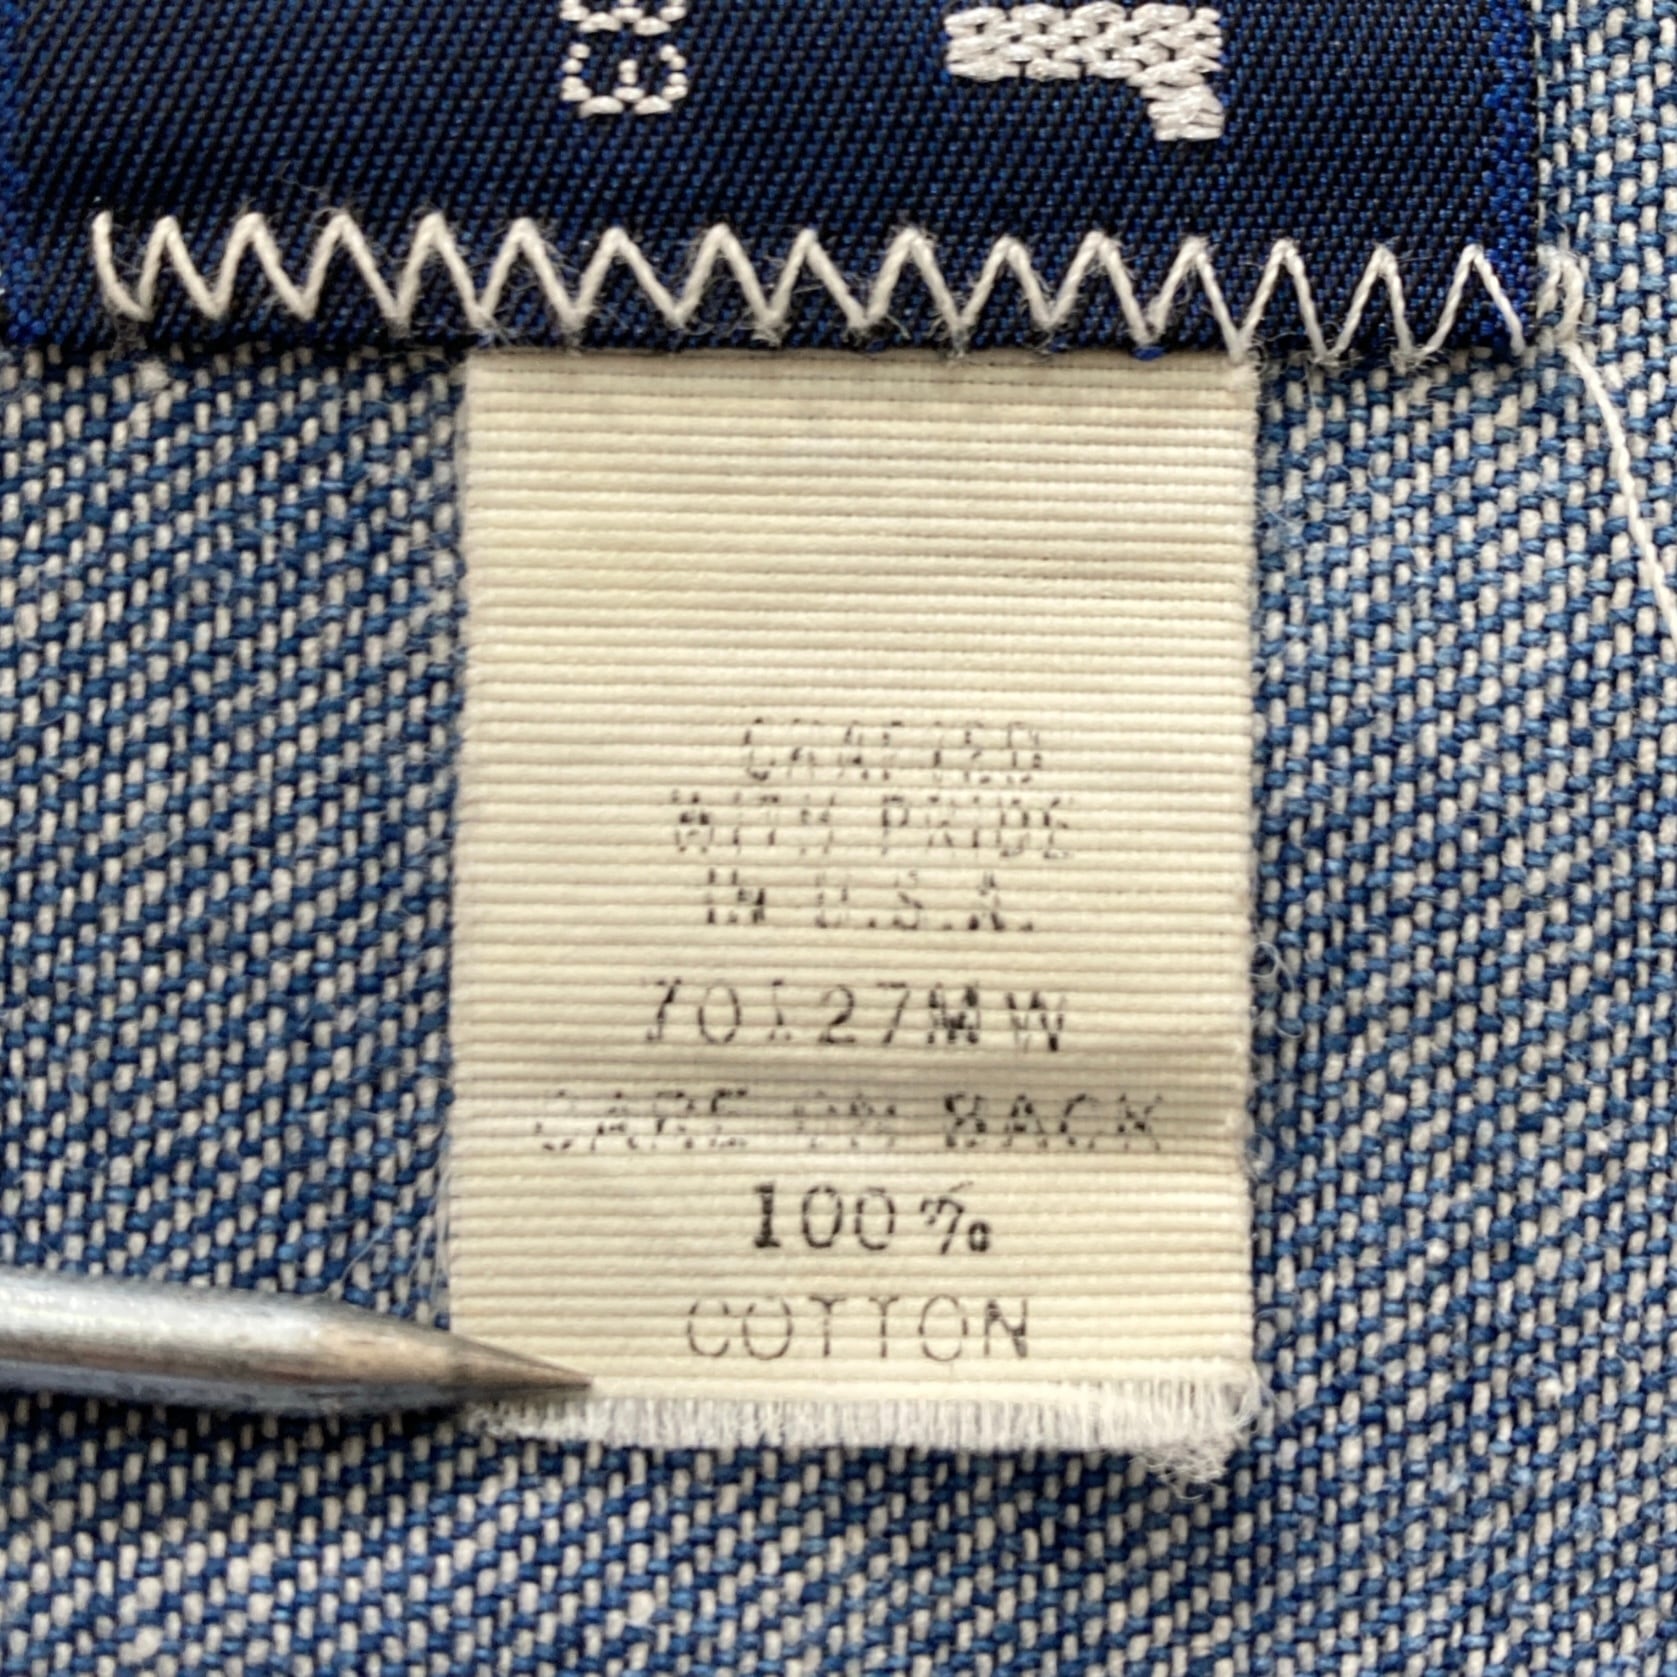 CRAFTED
WITH PRIDE
IN U.S.A.
70127MW
CARE ON BACK
100%
COTTON